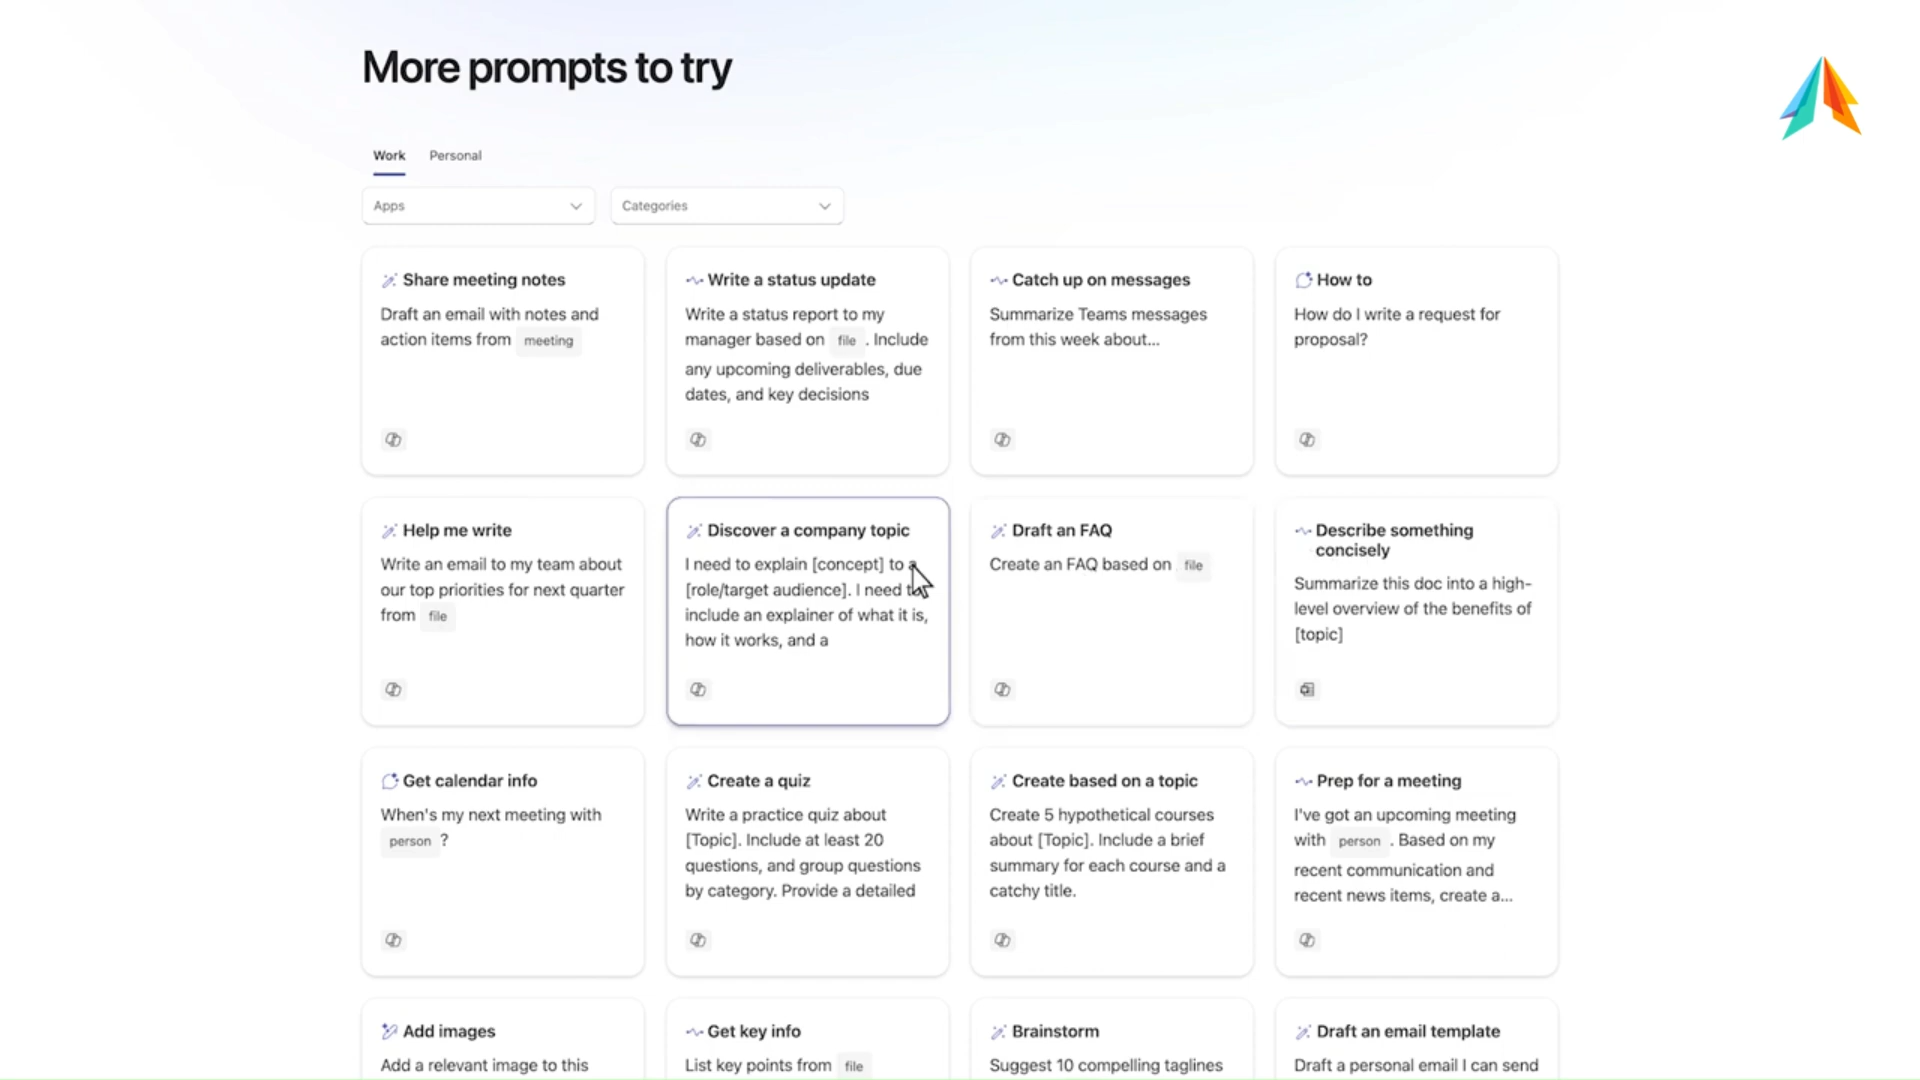 More prompts to try
Work
Personal
Apps
Categories
Share meeting notes
Draft an email with notes and
action items from meeting
Write a status update
Write a status report to my
manager based on file . Include
any upcoming deliverables, due
dates, and key decisions
Catch up on messages
Summarize Teams messages
from this week about...
How to
How do I write a request for
proposal?
Help me write
Write an email to my team about
our top priorities for next quarter
from file
Discover a company topic
I need to explain [concept] to a
[role/target audience]. I need to
include an explainer of what it is,
how it works, and a
Draft an FAQ
Create an FAQ based on file
Describe something
concisely
Summarize this doc into a high-
level overview of the benefits of
[topic]
Get calendar info
When's my next meeting with
person ?
Create a quiz
Write a practice quiz about
[Topic]. Include at least 20
questions, and group questions
by category. Provide a detailed
Create based on a topic
Create 5 hypothetical courses
about [Topic]. Include a brief
summary for each course and a
catchy title.
Prep for a meeting
I've got an upcoming meeting
with person . Based on my
recent communication and
recent news items, create a...
Add images
Add a relevant image to this
Get key info
List key points from file
Brainstorm
Suggest 10 compelling taglines
Draft an email template
Draft a personal email I can send